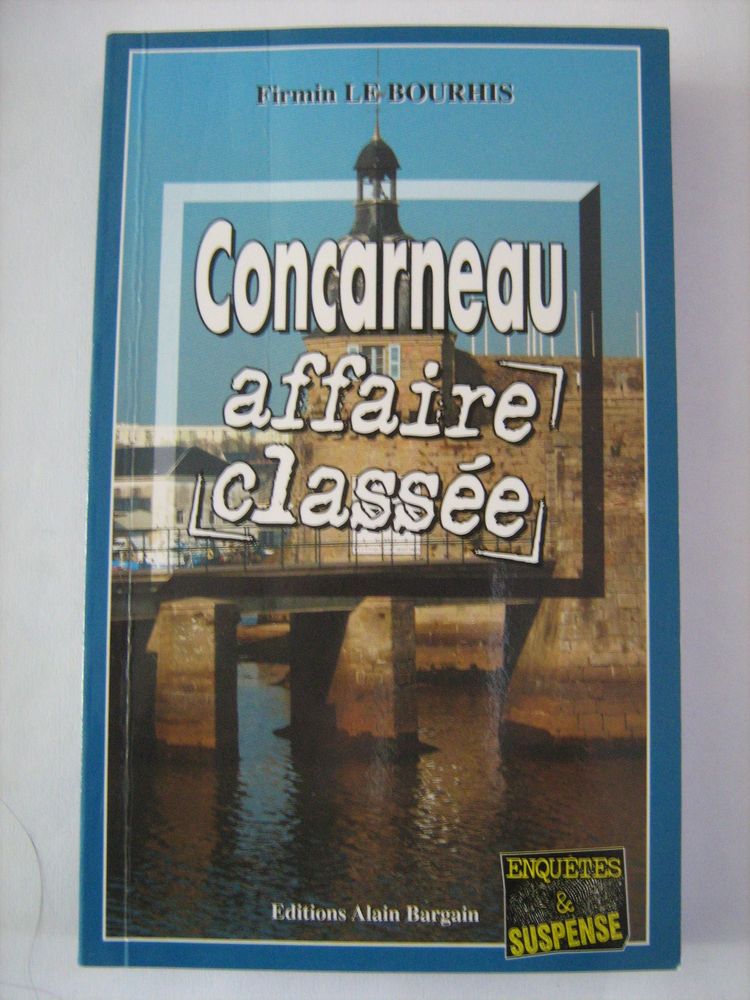 Firmin LE BOURHIS
Concarneau
affaire
classée
Editions Alain Bargain
ENQUÊTES
&
SUSPENSE